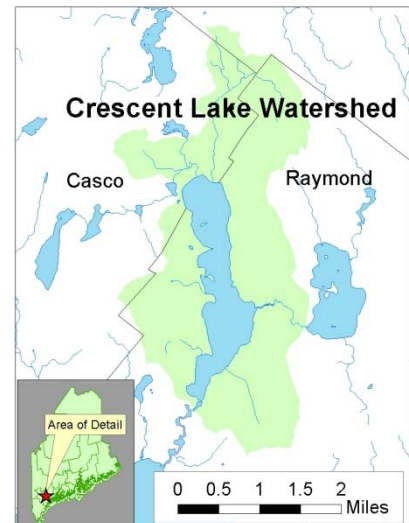 Crescent Lake Watershed
Casco
Raymond
Area of Detail
0 0.5 1 1.5 2
Miles